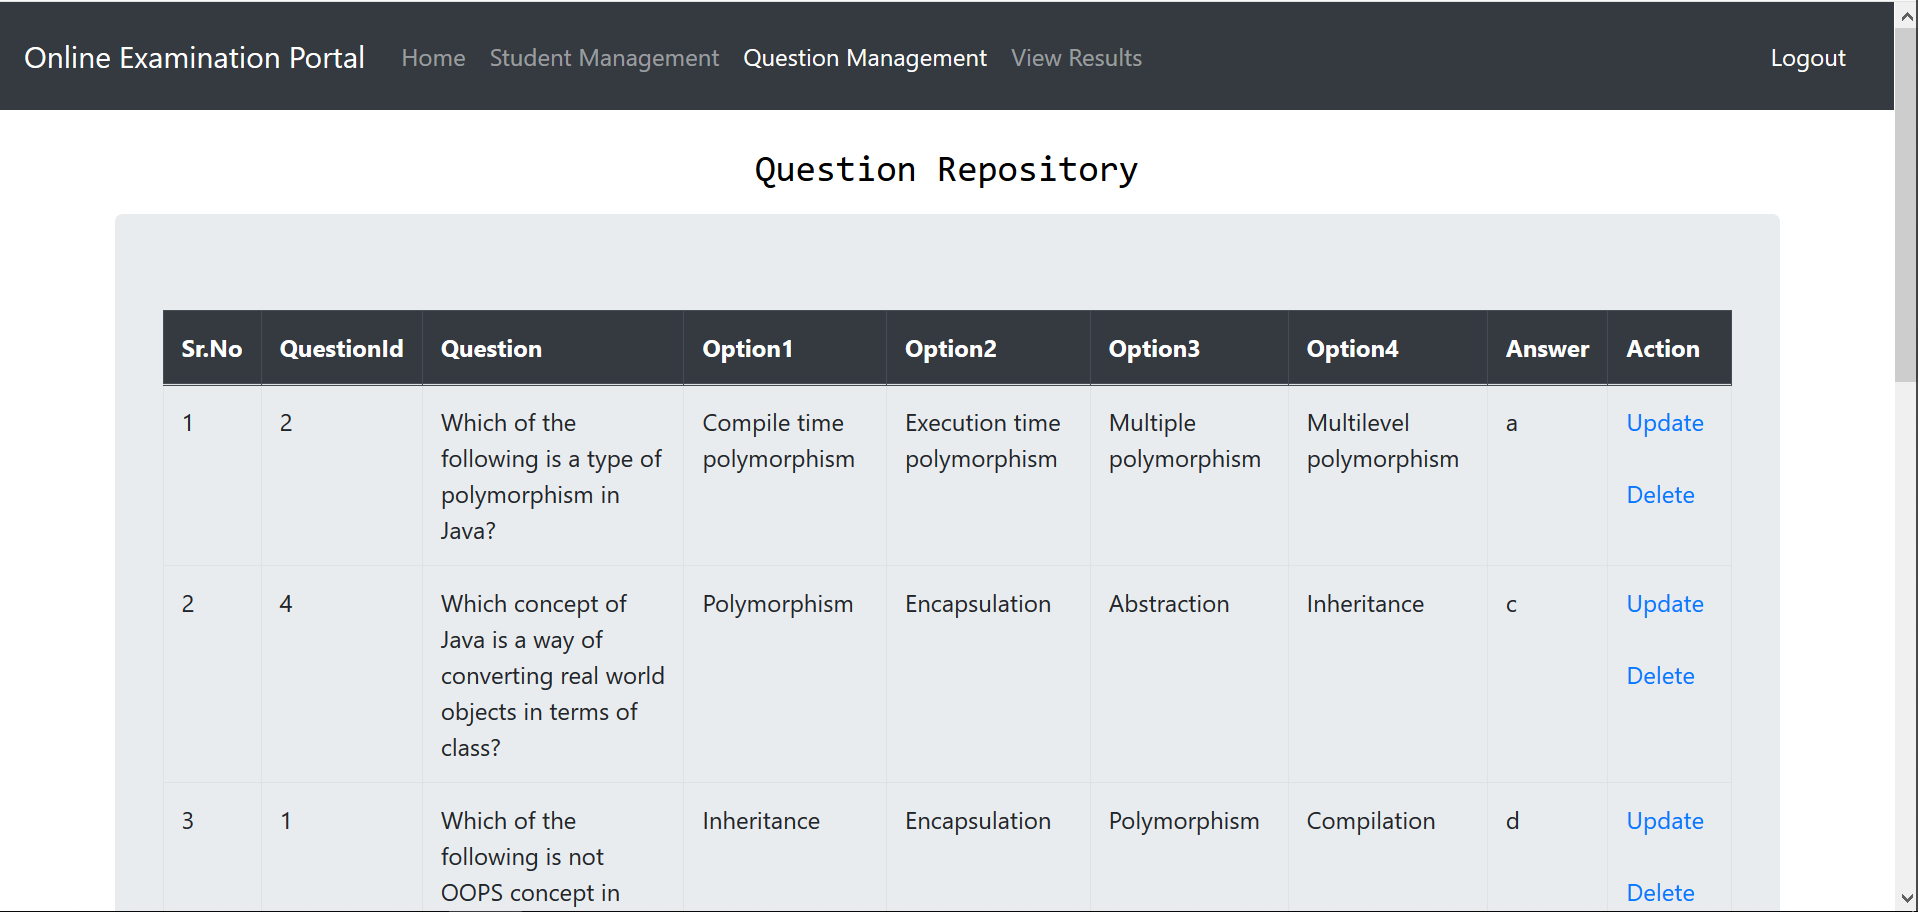 Online Examination Portal Home Student Management Question Management View Results Logout
Question Repository
Sr.No QuestionId Question Option1 Option2 Option3 Option4 Answer Action
1 2 Which of the Compile time Execution time Multiple Multilevel a Update
following is a type of polymorphism polymorphism polymorphism polymorphism
polymorphism in Delete
Java?
2 4 Which concept of Polymorphism Encapsulation Abstraction Inheritance c Update
Java is a way of
converting real world Delete
objects in terms of
class?
3 1 Which of the Inheritance Encapsulation Polymorphism Compilation d Update
following is not
OOPS concept in Delete